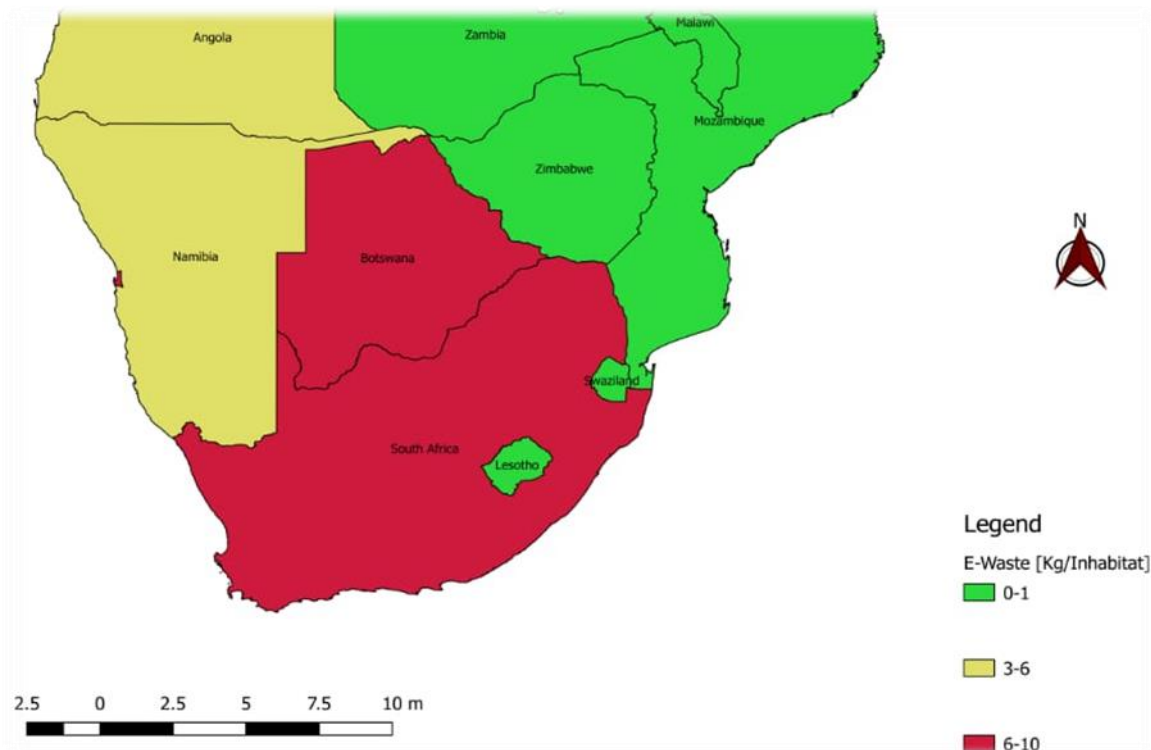 Malawi
Angola
Zambia
Mozambique
Zimbabwe
N
Namibia
Botswana
Swaziland
South Africa
Lesotho
Legend
E-Waste [Kg/Inhabitat]
0-1
3-6
6-10
2.5 0 2.5 5 7.5 10 m